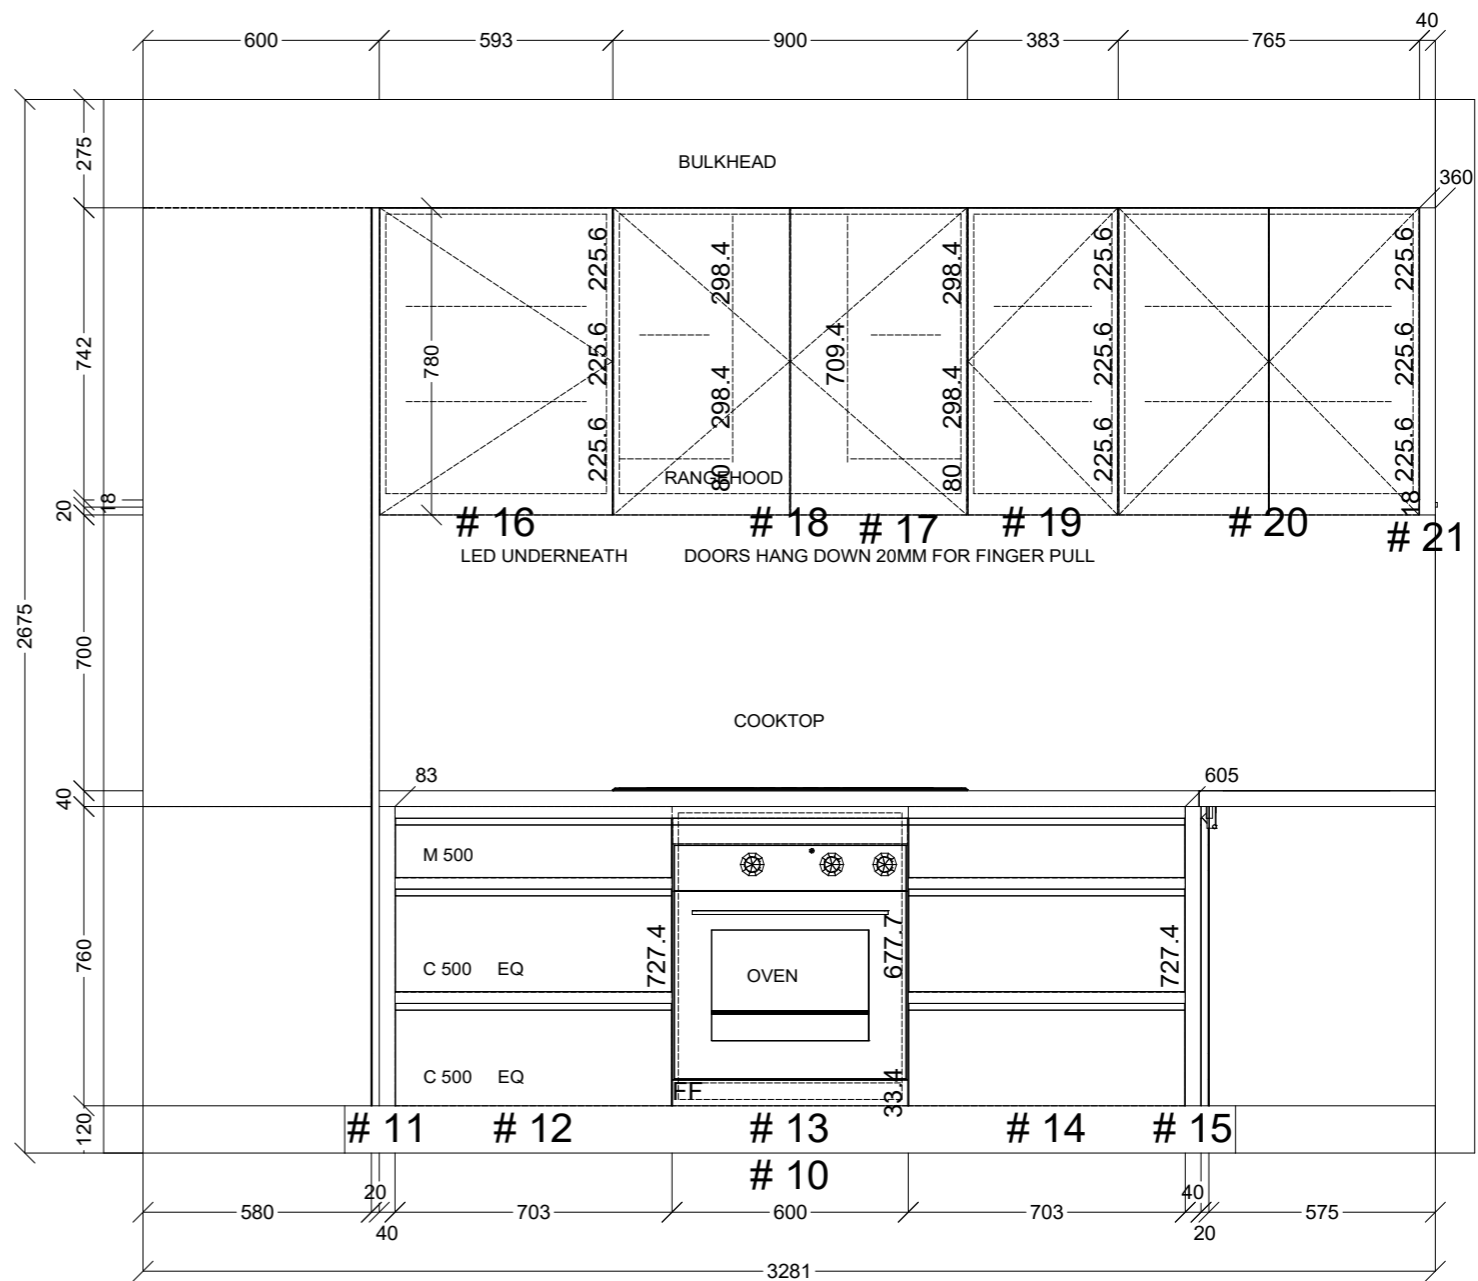 40
600 593 900 383 765
275
BULKHEAD
360
225.6 298.4 298.4 225.6 225.6
742
780
225.6 709.4 225.6 225.6
298.4 298.4
225.6 225.6 225.6
RANGEHOOD
80 80
20 18 18
# 16 # 18 # 17 # 19 # 20 # 21
LED UNDERNEATH DOORS HANG DOWN 20MM FOR FINGER PULL
2675
700
COOKTOP
83 605
40
M 500
760
727.4 677.7 727.4
C 500 EQ OVEN
C 500 EQ
FF 33.4
120
# 11 # 12 # 13 # 14 # 15
# 10
20 40
580 703 600 703 575
40 20
3281